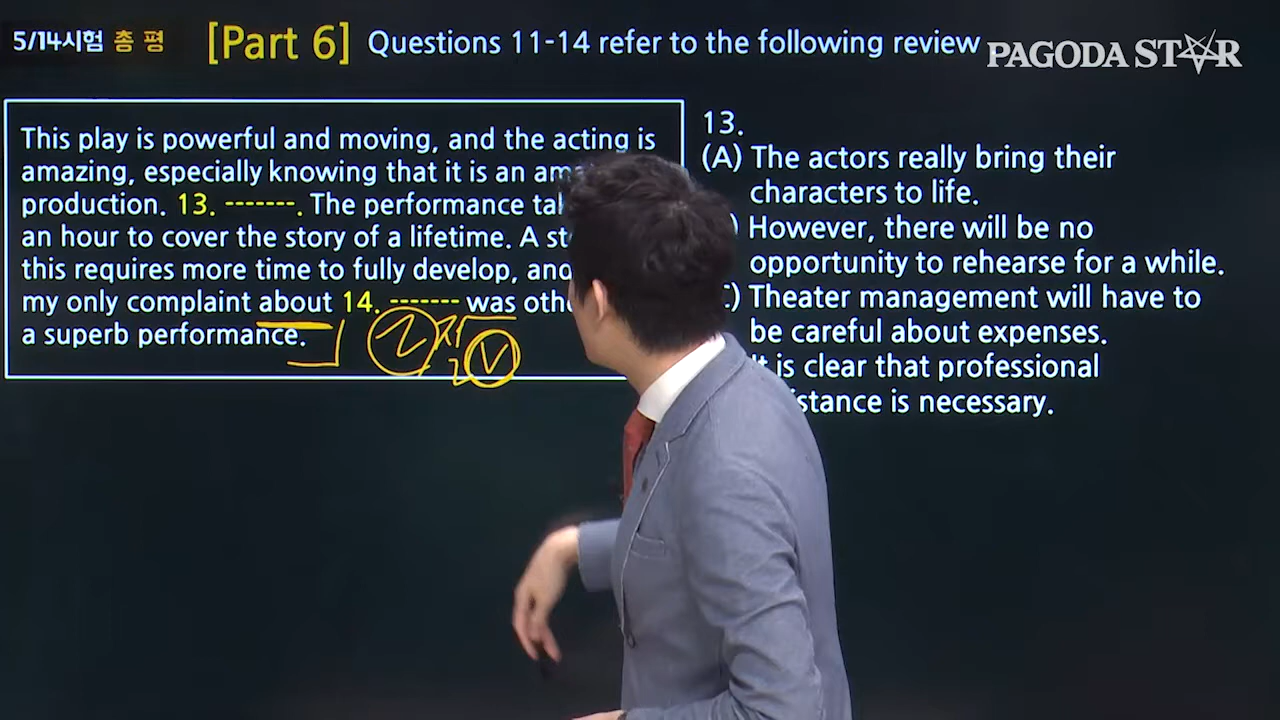 5/14시험 총평 [Part 6] Questions 11-14 refer to the following review
PAGODA STAR
This play is powerful and moving, and the acting is
amazing, especially knowing that it is an
production. 13. -------. The performance
an hour to cover the story of a lifetime. A
this requires more time to fully develop, and
my only complaint about 14. ------- was
a superb performance.
13.
(A) The actors really bring their
characters to life.
However, there will be no
opportunity to rehearse for a while.
Theater management will have to
be careful about expenses.
is clear that professional
is necessary.